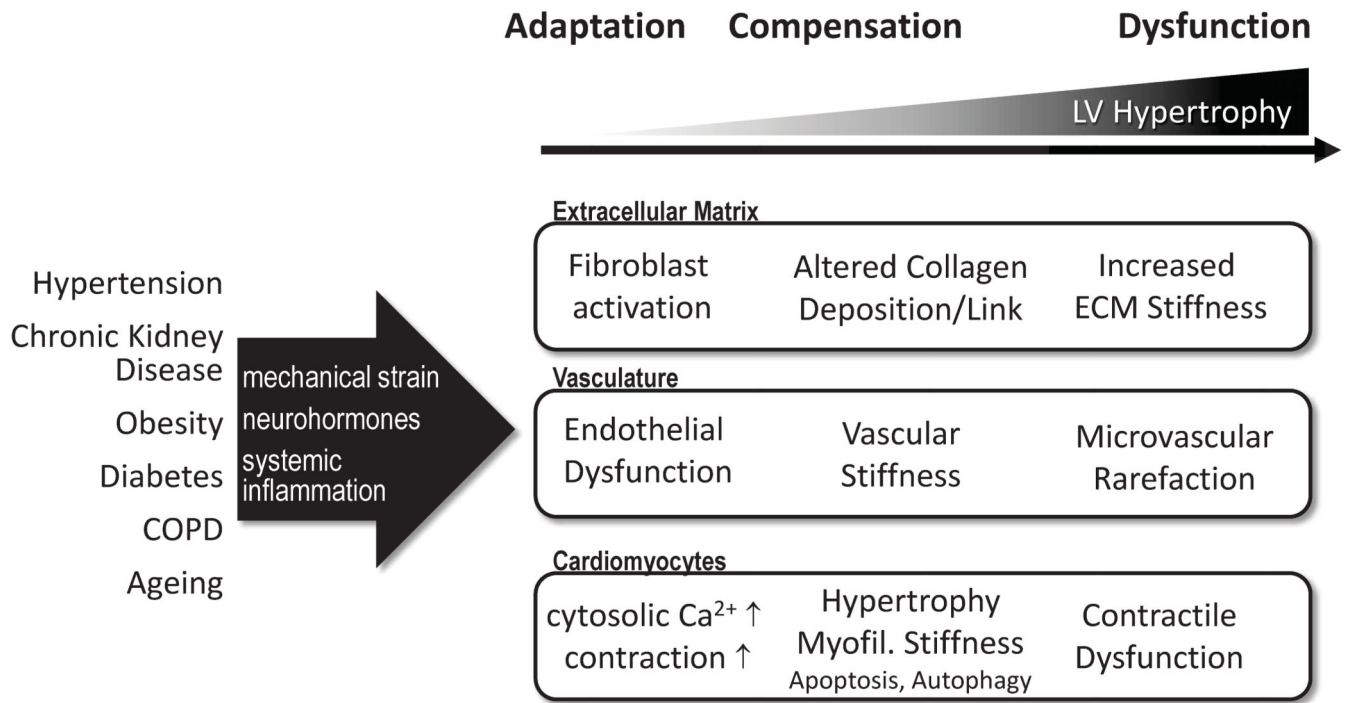 Adaptation Compensation Dysfunction
LV Hypertrophy
Hypertension
Chronic Kidney
Disease
Obesity
Diabetes
COPD
Ageing
mechanical strain
neurohormones
systemic
inflammation
Extracellular Matrix
Fibroblast
activation
Altered Collagen
Deposition/Link
Increased
ECM Stiffness
Vasculature
Endothelial
Dysfunction
Vascular
Stiffness
Microvascular
Rarefaction
Cardiomyocytes
cytosolic Ca²⁺ ↑
contraction ↑
Hypertrophy
Myofil. Stiffness
Apoptosis, Autophagy
Contractile
Dysfunction